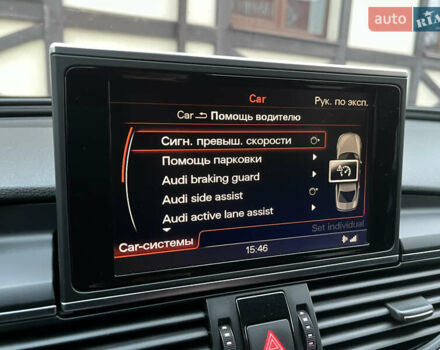 auto RIA
Car
Рук. по эксп.
Car Помощь водителю
Сигн. превыш. скорости
Помощь парковки
Audi braking guard
Audi side assist
Audi active lane assist
Set individual
Car-системы
15:46